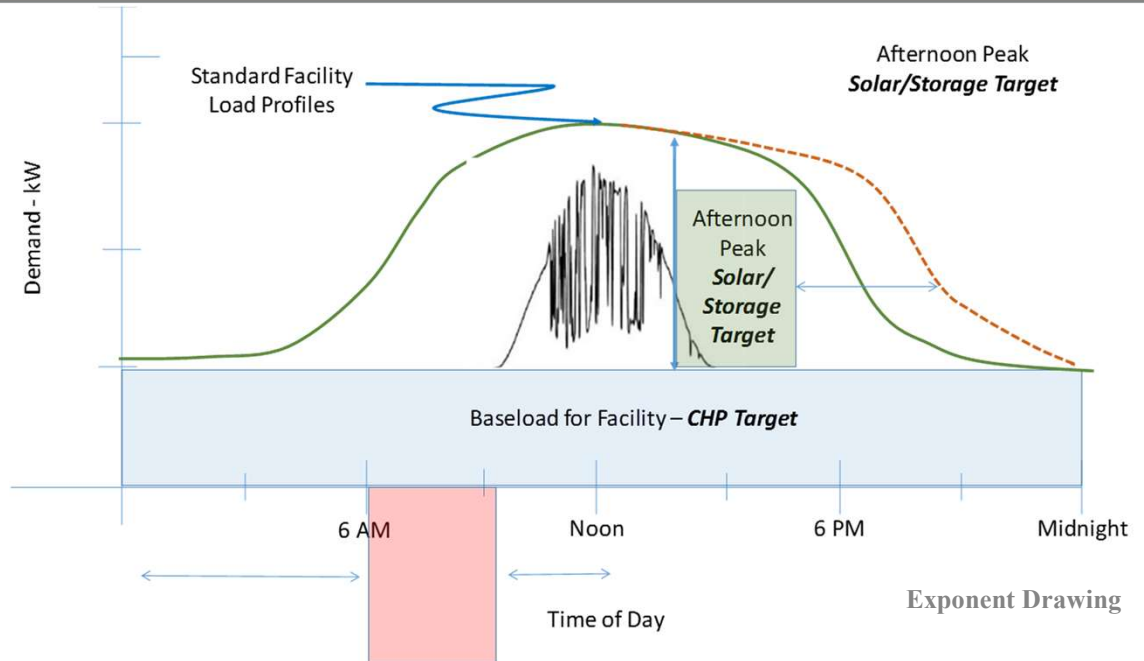 Afternoon Peak
Solar/Storage Target
Standard Facility
Load Profiles
Demand - kW
Afternoon
Peak
Solar/
Storage
Target
Baseload for Facility – CHP Target
6 AM
Noon
6 PM
Midnight
Time of Day
Exponent Drawing